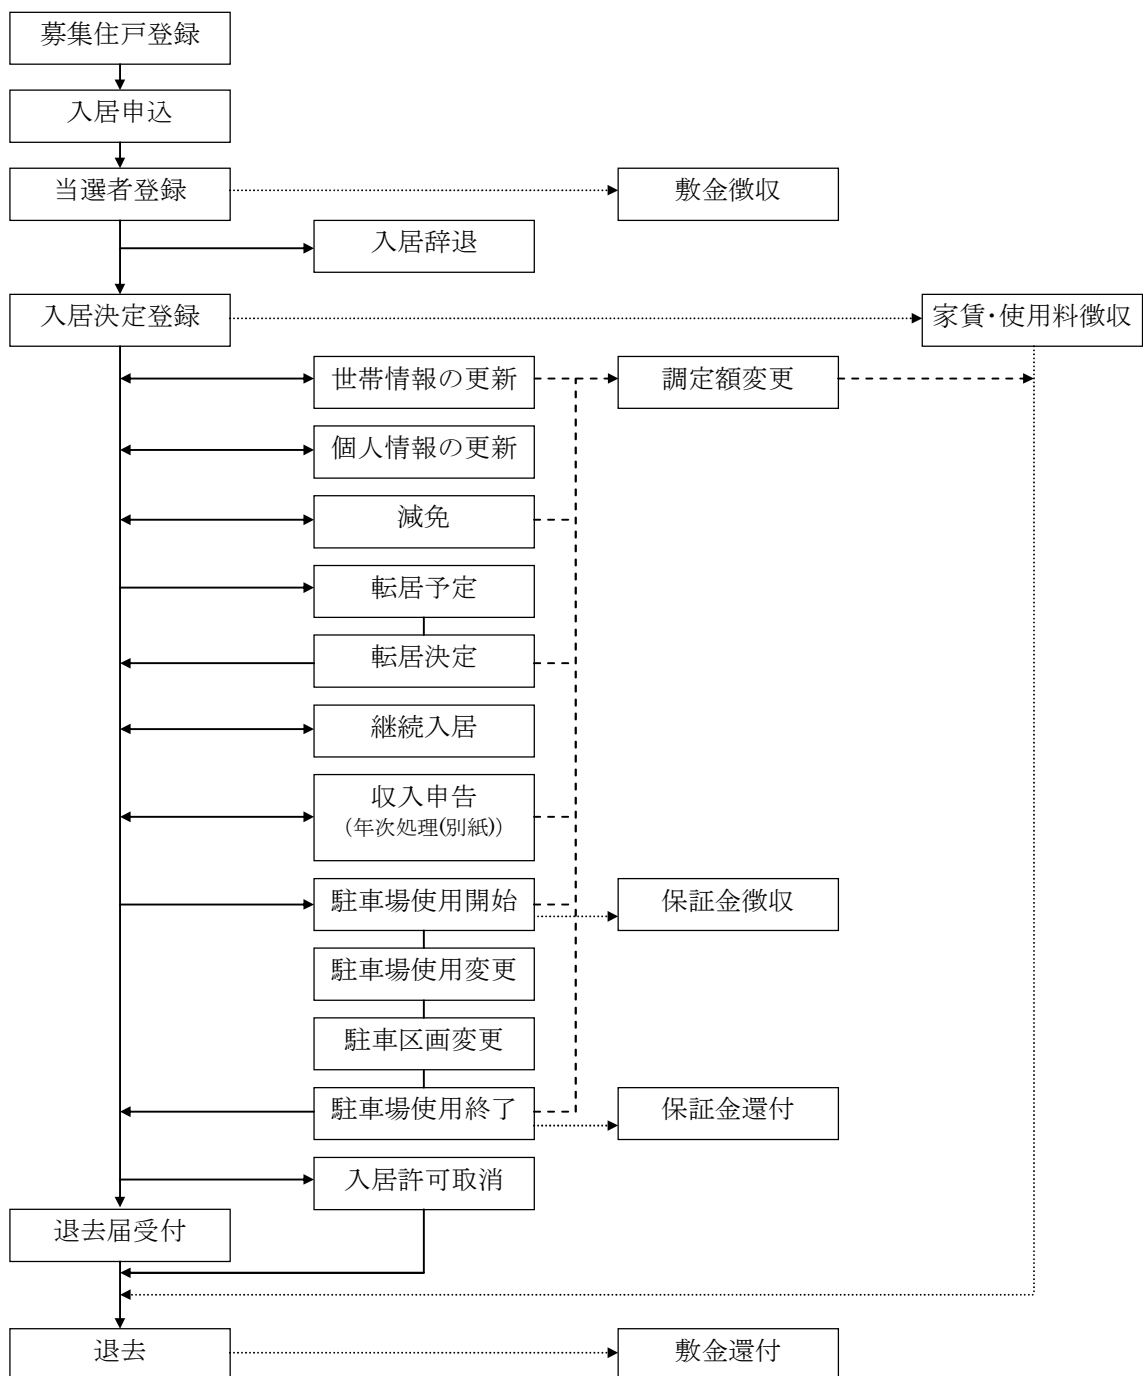 募集住戸登録
入居申込
当選者登録
敷金徴収
入居辞退
入居決定登録
家賃・使用料徴収
世帯情報の更新
調定額変更
個人情報の更新
減免
転居予定
転居決定
継続入居
収入申告
（年次処理(別紙)）
駐車場使用開始
保証金徴収
駐車場使用変更
駐車区画変更
駐車場使用終了
保証金還付
入居許可取消
退去届受付
退去
敷金還付